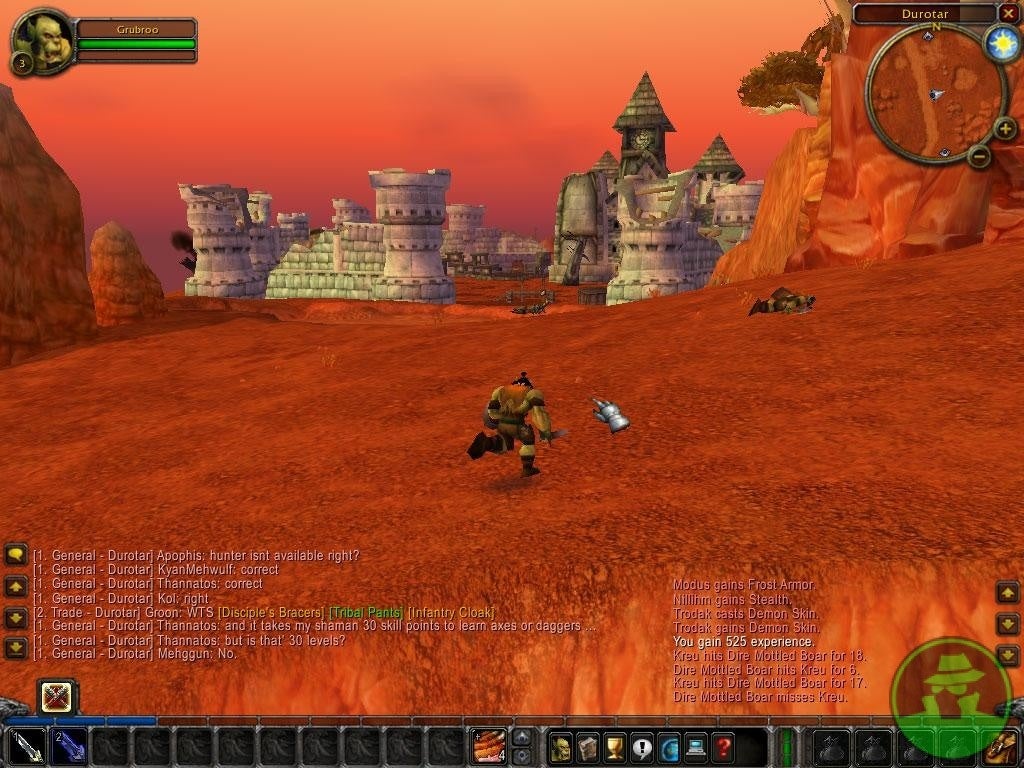 Grubroo
3
Durotar
N
[1. General - Durotar] Apophis: hunter isnt available right?
[1. General - Durotar] KyanMehwulf: correct
[1. General - Durotar] Thannatos: correct
[1. General - Durotar] Kol: right
[2. Trade - Durotar] Groon: WTS [Disciple's Bracers] [Tribal Pants] [Infantry Cloak]
[1. General - Durotar] Thannatos: and it takes my shaman 30 skill points to learn axes or daggers ...
[1. General - Durotar] Thannatos: but is that' 30 levels?
[1. General - Durotar] Mehggun: No.
Modus gains Frost Armor.
Nillihm gains Stealth.
Trodak casts Demon Skin.
Trodak gains Demon Skin.
You gain 525 experience.
Kreu hits Dire Mottled Boar for 18.
Dire Mottled Boar hits Kreu for 6.
Kreu hits Dire Mottled Boar for 17.
Dire Mottled Boar misses Kreu.
1
2
4